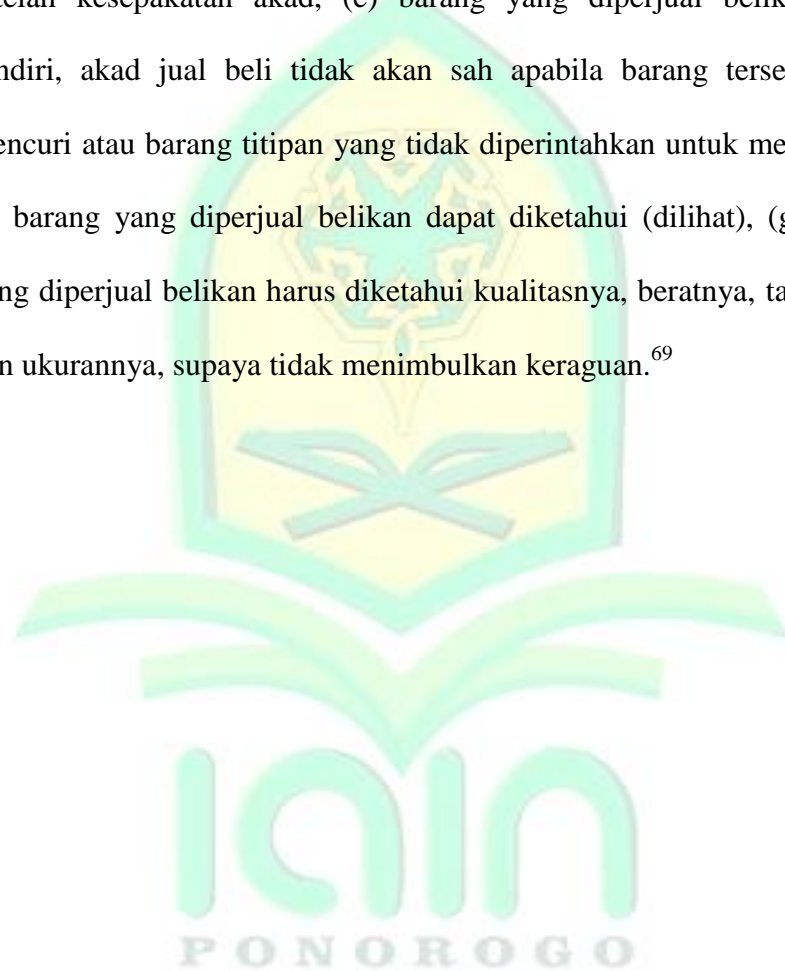 setelah kesepakatan akad, (e) barang yang diperjual belik
ndiri, akad jual beli tidak akan sah apabila barang terse
encuri atau barang titipan yang tidak diperintahkan untuk me
barang yang diperjual belikan dapat diketahui (dilihat), (g
ng diperjual belikan harus diketahui kualitasnya, beratnya, ta
n ukurannya, supaya tidak menimbulkan keraguan.69
IAIN
PONOROGO